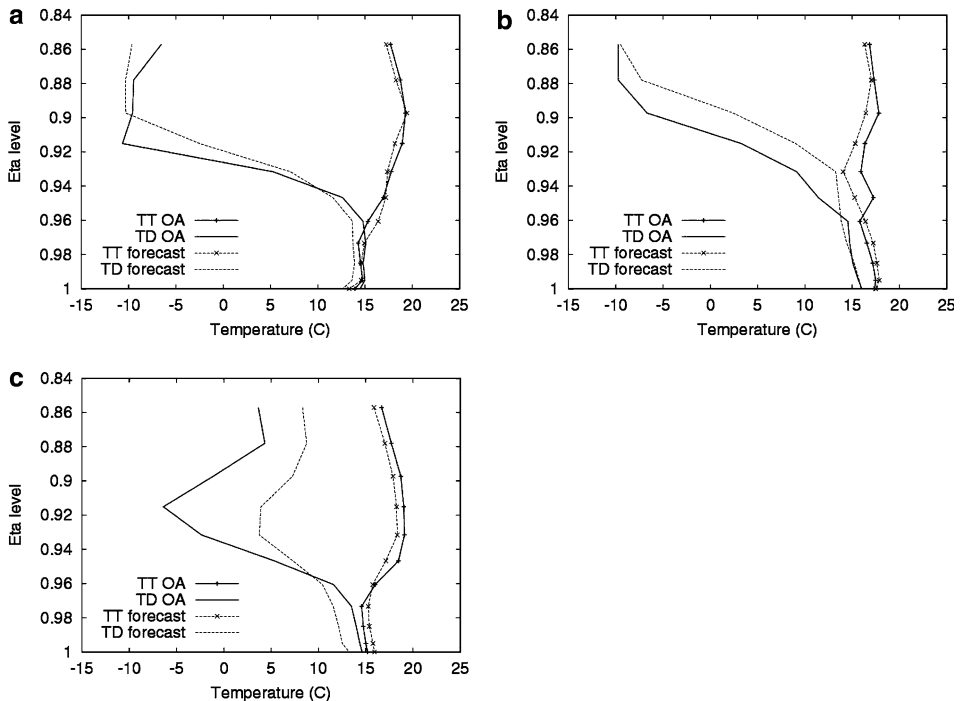 a
0.84
0.86
0.88
0.9
0.92
0.94
0.96
0.98
1
Eta level
TT OA
TD OA
TT forecast
TD forecast
-15 -10 -5 0 5 10 15 20 25
Temperature (C)
b
0.84
0.86
0.88
0.9
0.92
0.94
0.96
0.98
1
Eta level
TT OA
TD OA
TT forecast
TD forecast
-15 -10 -5 0 5 10 15 20 25
Temperature (C)
c
0.84
0.86
0.88
0.9
0.92
0.94
0.96
0.98
1
Eta level
TT OA
TD OA
TT forecast
TD forecast
-15 -10 -5 0 5 10 15 20 25
Temperature (C)